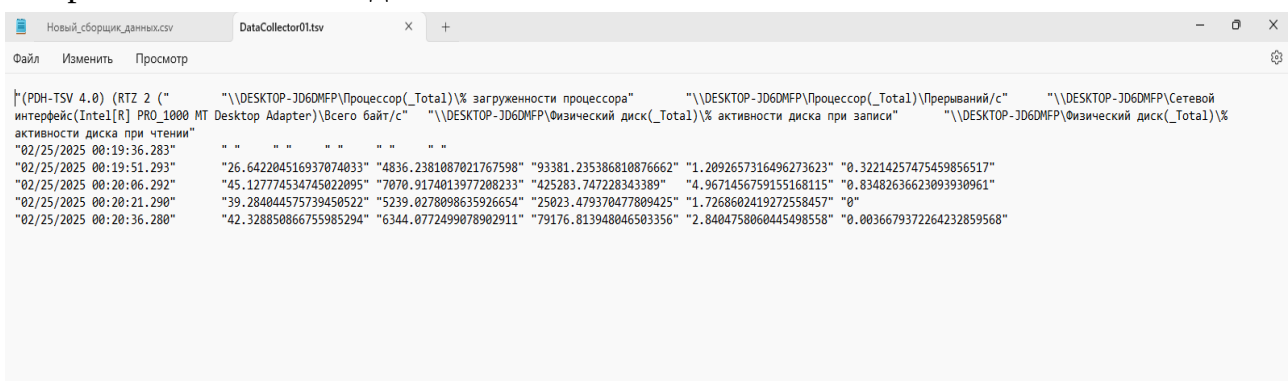 Новый_сборщик_данных.csv DataCollector01.tsv
Файл Изменить Просмотр
"(PDH-TSV 4.0) (RTZ 2 (" "\\DESKTOP-JD6DMFP\Процессор(_Total)\% загруженности процессора" "\\DESKTOP-JD6DMFP\Процессор(_Total)\Прерываний/с" "\\DESKTOP-JD6DMFP\Сетевой
интерфейс(Intel[R] PRO_1000 MT Desktop Adapter)\Всего байт/с" "\\DESKTOP-JD6DMFP\Физический диск(_Total)\% активности диска при записи" "\\DESKTOP-JD6DMFP\Физический диск(_Total)\%
активности диска при чтении"
"02/25/2025 00:19:36.283" " " " " " " " " " "
"02/25/2025 00:19:51.293" "26.642204516937074033" "4836.2381087021767598" "93381.235386810876662" "1.2092657316496273623" "0.32214257475459856517"
"02/25/2025 00:20:06.292" "45.127774534745022095" "7070.9174013977208233" "425283.747228343389" "4.9671456759155168115" "0.83482636623093930961"
"02/25/2025 00:20:21.290" "39.284044575739450522" "5239.0278098635926654" "25023.479370477809425" "1.7268602419272558457" "0"
"02/25/2025 00:20:36.280" "42.328850866755985294" "6344.0772499078902911" "79176.813948046503356" "2.8404758060445498558" "0.0036679372264232859568"